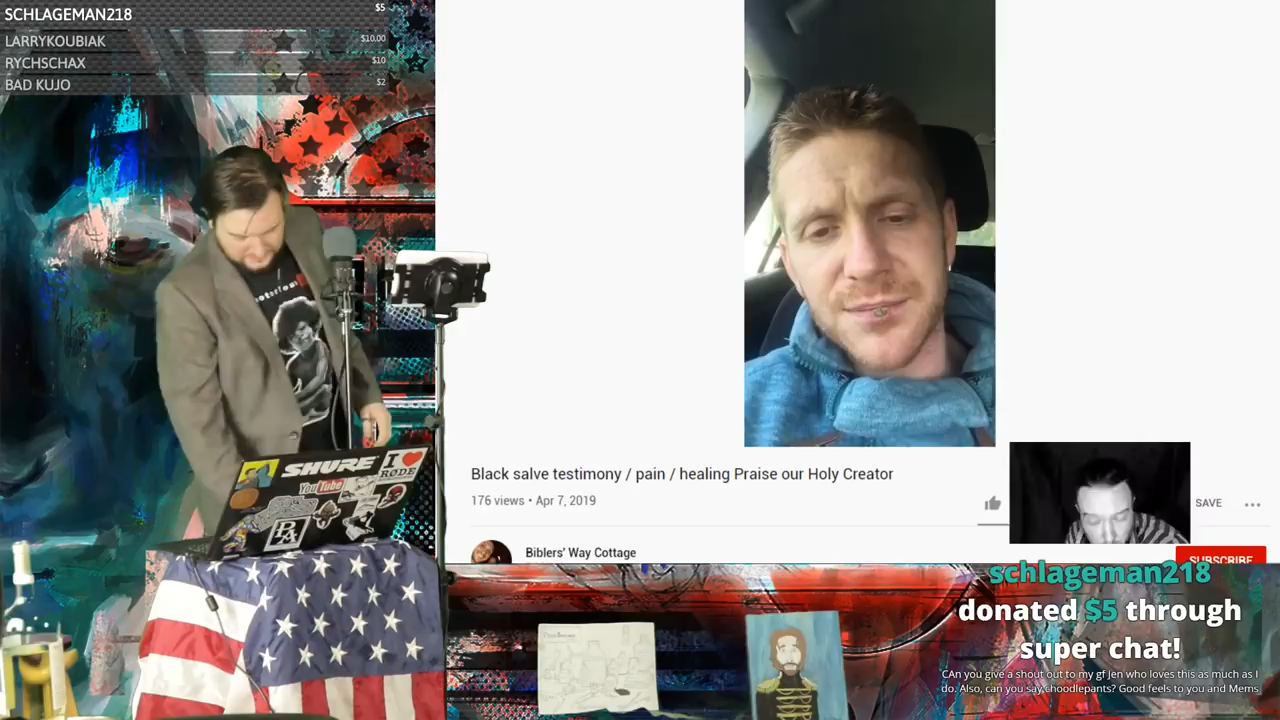 SCHLAGEMAN218 $5
LARRYKOUBIAK $10.00
RYCHSCHAX $10
BAD KUJO $2
SHURE
I
RØDE
YouTube
PA
Black salve testimony / pain / healing Praise our Holy Creator
176 views • Apr 7, 2019
SAVE
Biblers' Way Cottage
SUBSCRIBE
schlageman218
donated $5 through
super chat!
CAn you give a shout out to my gf Jen who loves this as much as I
do. Also, can you say choodlepants? Good feels to you and Mems